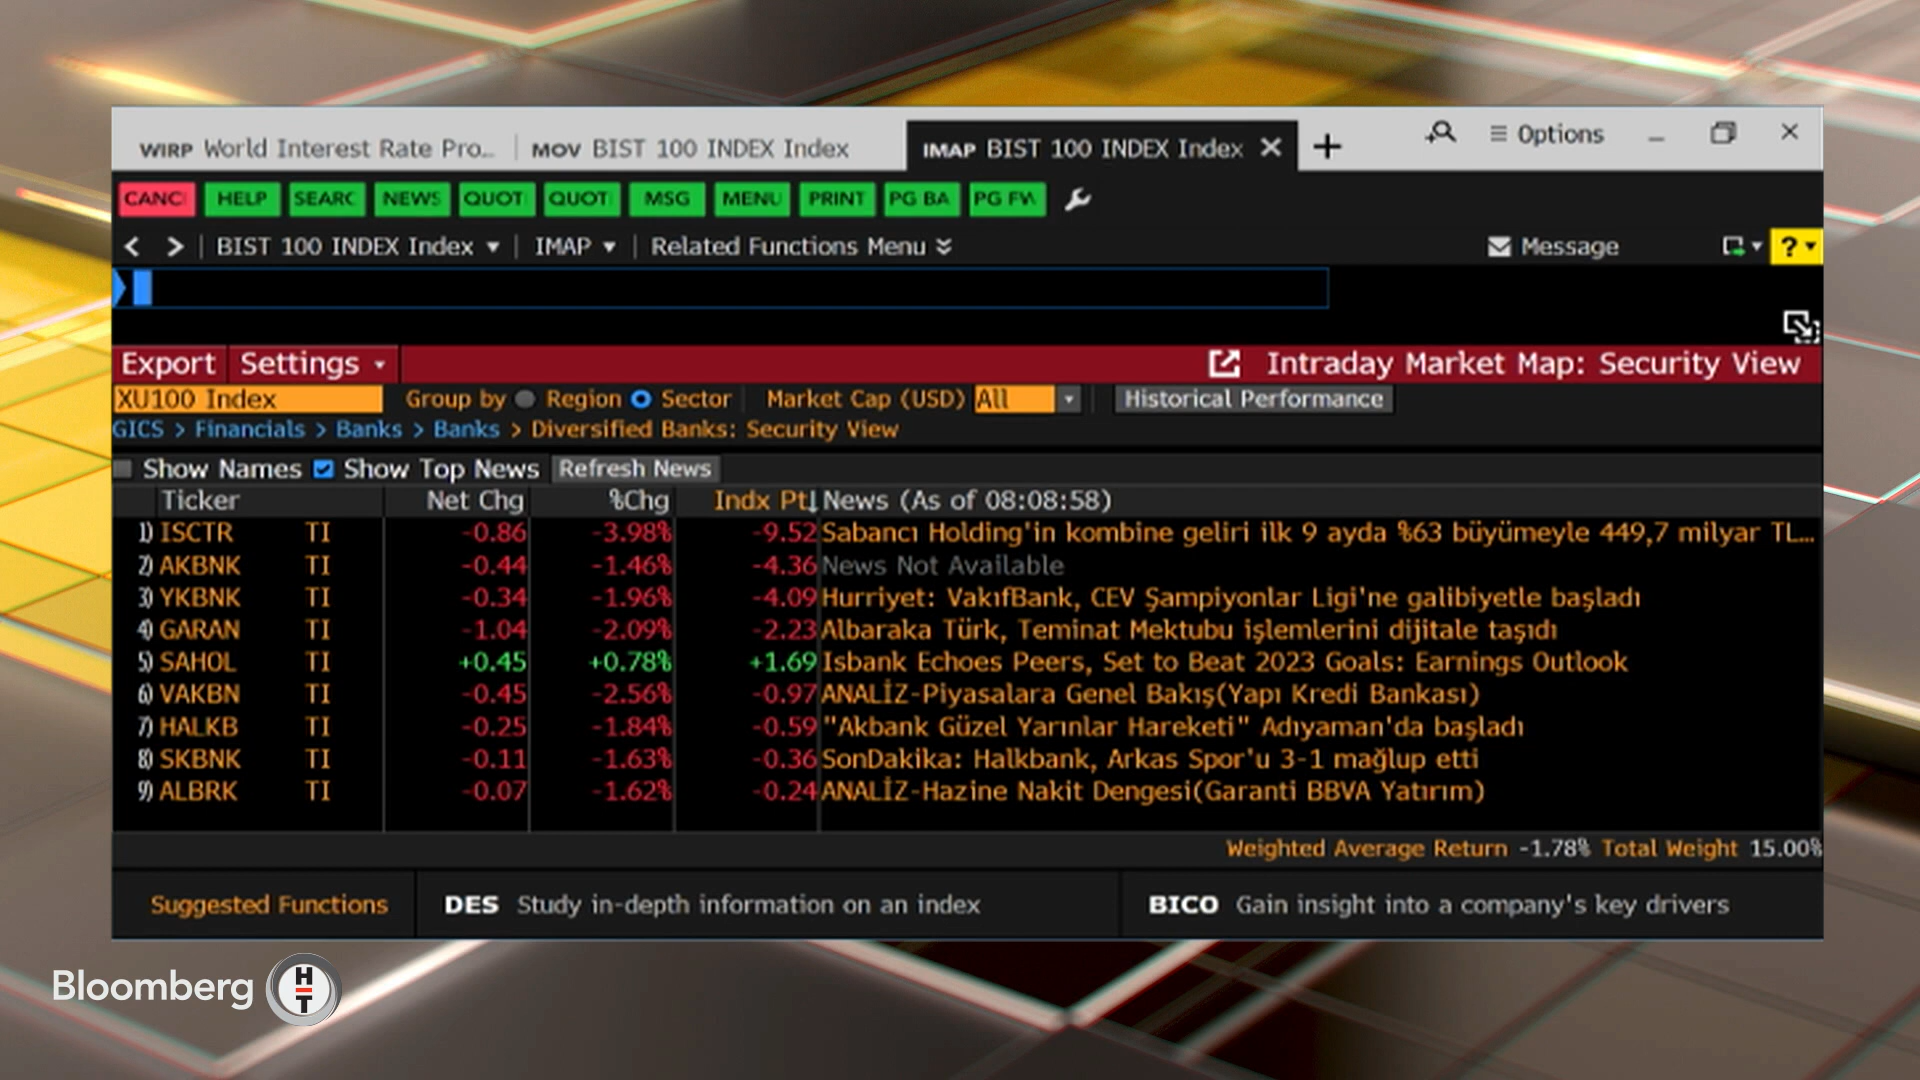 WIRP World Interest Rate Pro… MOV BIST 100 INDEX Index IMAP BIST 100 INDEX Index × + Options
CANCI HELP SEARC NEWS QUOTI QUOTI MSG MENU PRINT PG BA PG FW
< > BIST 100 INDEX Index IMAP Related Functions Menu Message ?
Export Settings Intraday Market Map: Security View
XU100 Index Group by Region Sector Market Cap (USD) All Historical Performance
GICS > Financials > Banks > Banks > Diversified Banks: Security View
Show Names Show Top News Refresh News
Ticker Net Chg %Chg Indx Pt↓ News (As of 08:08:58)
1) ISCTR TI -0.86 -3.98% -9.52 Sabancı Holding'in kombine geliri ilk 9 ayda %63 büyümeyle 449,7 milyar TL…
2) AKBNK TI -0.44 -1.46% -4.36 News Not Available
3) YKBNK TI -0.34 -1.96% -4.09 Hurriyet: VakıfBank, CEV Şampiyonlar Ligi'ne galibiyetle başladı
4) GARAN TI -1.04 -2.09% -2.23 Albaraka Türk, Teminat Mektubu işlemlerini dijitale taşıdı
5) SAHOL TI +0.45 +0.78% +1.69 Isbank Echoes Peers, Set to Beat 2023 Goals: Earnings Outlook
6) VAKBN TI -0.45 -2.56% -0.97 ANALİZ-Piyasalara Genel Bakış(Yapı Kredi Bankası)
7) HALKB TI -0.25 -1.84% -0.59 "Akbank Güzel Yarınlar Hareketi" Adıyaman'da başladı
8) SKBNK TI -0.11 -1.63% -0.36 SonDakika: Halkbank, Arkas Spor'u 3-1 mağlup etti
9) ALBRK TI -0.07 -1.62% -0.24 ANALİZ-Hazine Nakit Dengesi(Garanti BBVA Yatırım)
Weighted Average Return -1.78% Total Weight 15.00%
Suggested Functions DES Study in-depth information on an index BICO Gain insight into a company's key drivers
Bloomberg HT